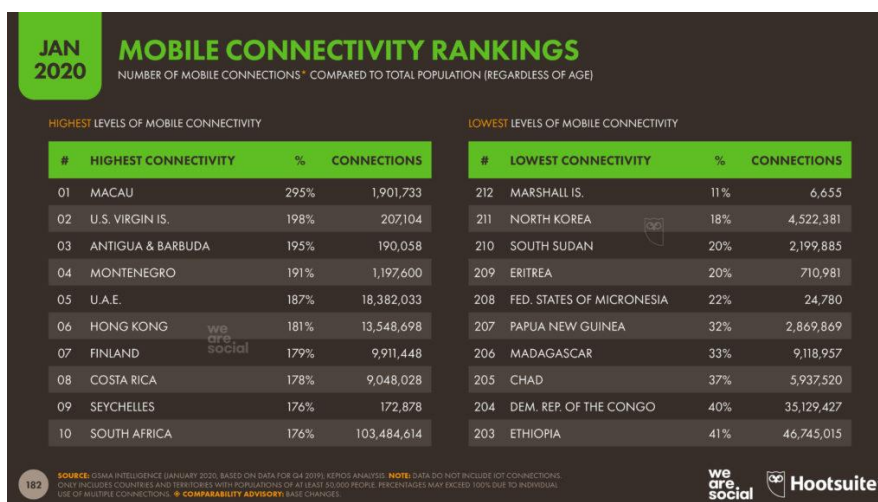 JAN
2020
MOBILE CONNECTIVITY RANKINGS
NUMBER OF MOBILE CONNECTIONS* COMPARED TO TOTAL POPULATION (REGARDLESS OF AGE)
HIGHEST LEVELS OF MOBILE CONNECTIVITY
# HIGHEST CONNECTIVITY % CONNECTIONS
01 MACAU 295% 1,901,733
02 U.S. VIRGIN IS. 198% 207,104
03 ANTIGUA & BARBUDA 195% 190,058
04 MONTENEGRO 191% 1,197,600
05 U.A.E. 187% 18,382,033
06 HONG KONG 181% 13,548,698
07 FINLAND 179% 9,911,448
08 COSTA RICA 178% 9,048,028
09 SEYCHELLES 176% 172,878
10 SOUTH AFRICA 176% 103,484,614
we
are.
social
LOWEST LEVELS OF MOBILE CONNECTIVITY
# LOWEST CONNECTIVITY % CONNECTIONS
212 MARSHALL IS. 11% 6,655
211 NORTH KOREA 18% 4,522,381
210 SOUTH SUDAN 20% 2,199,885
209 ERITREA 20% 710,981
208 FED. STATES OF MICRONESIA 22% 24,780
207 PAPUA NEW GUINEA 32% 2,869,869
206 MADAGASCAR 33% 9,118,957
205 CHAD 37% 5,937,520
204 DEM. REP. OF THE CONGO 40% 35,129,427
203 ETHIOPIA 41% 46,745,015
182
SOURCE: GSMA INTELLIGENCE (JANUARY 2020, BASED ON DATA FOR Q4 2019); KEPIOS ANALYSIS. NOTE: DATA DO NOT INCLUDE IOT CONNECTIONS.
ONLY INCLUDES COUNTRIES AND TERRITORIES WITH POPULATIONS OF AT LEAST 50,000 PEOPLE. PERCENTAGES MAY EXCEED 100% DUE TO INDIVIDUAL
USE OF MULTIPLE CONNECTIONS. COMPARABILITY ADVISORY: BASE CHANGES.
we
are.
social
Hootsuite